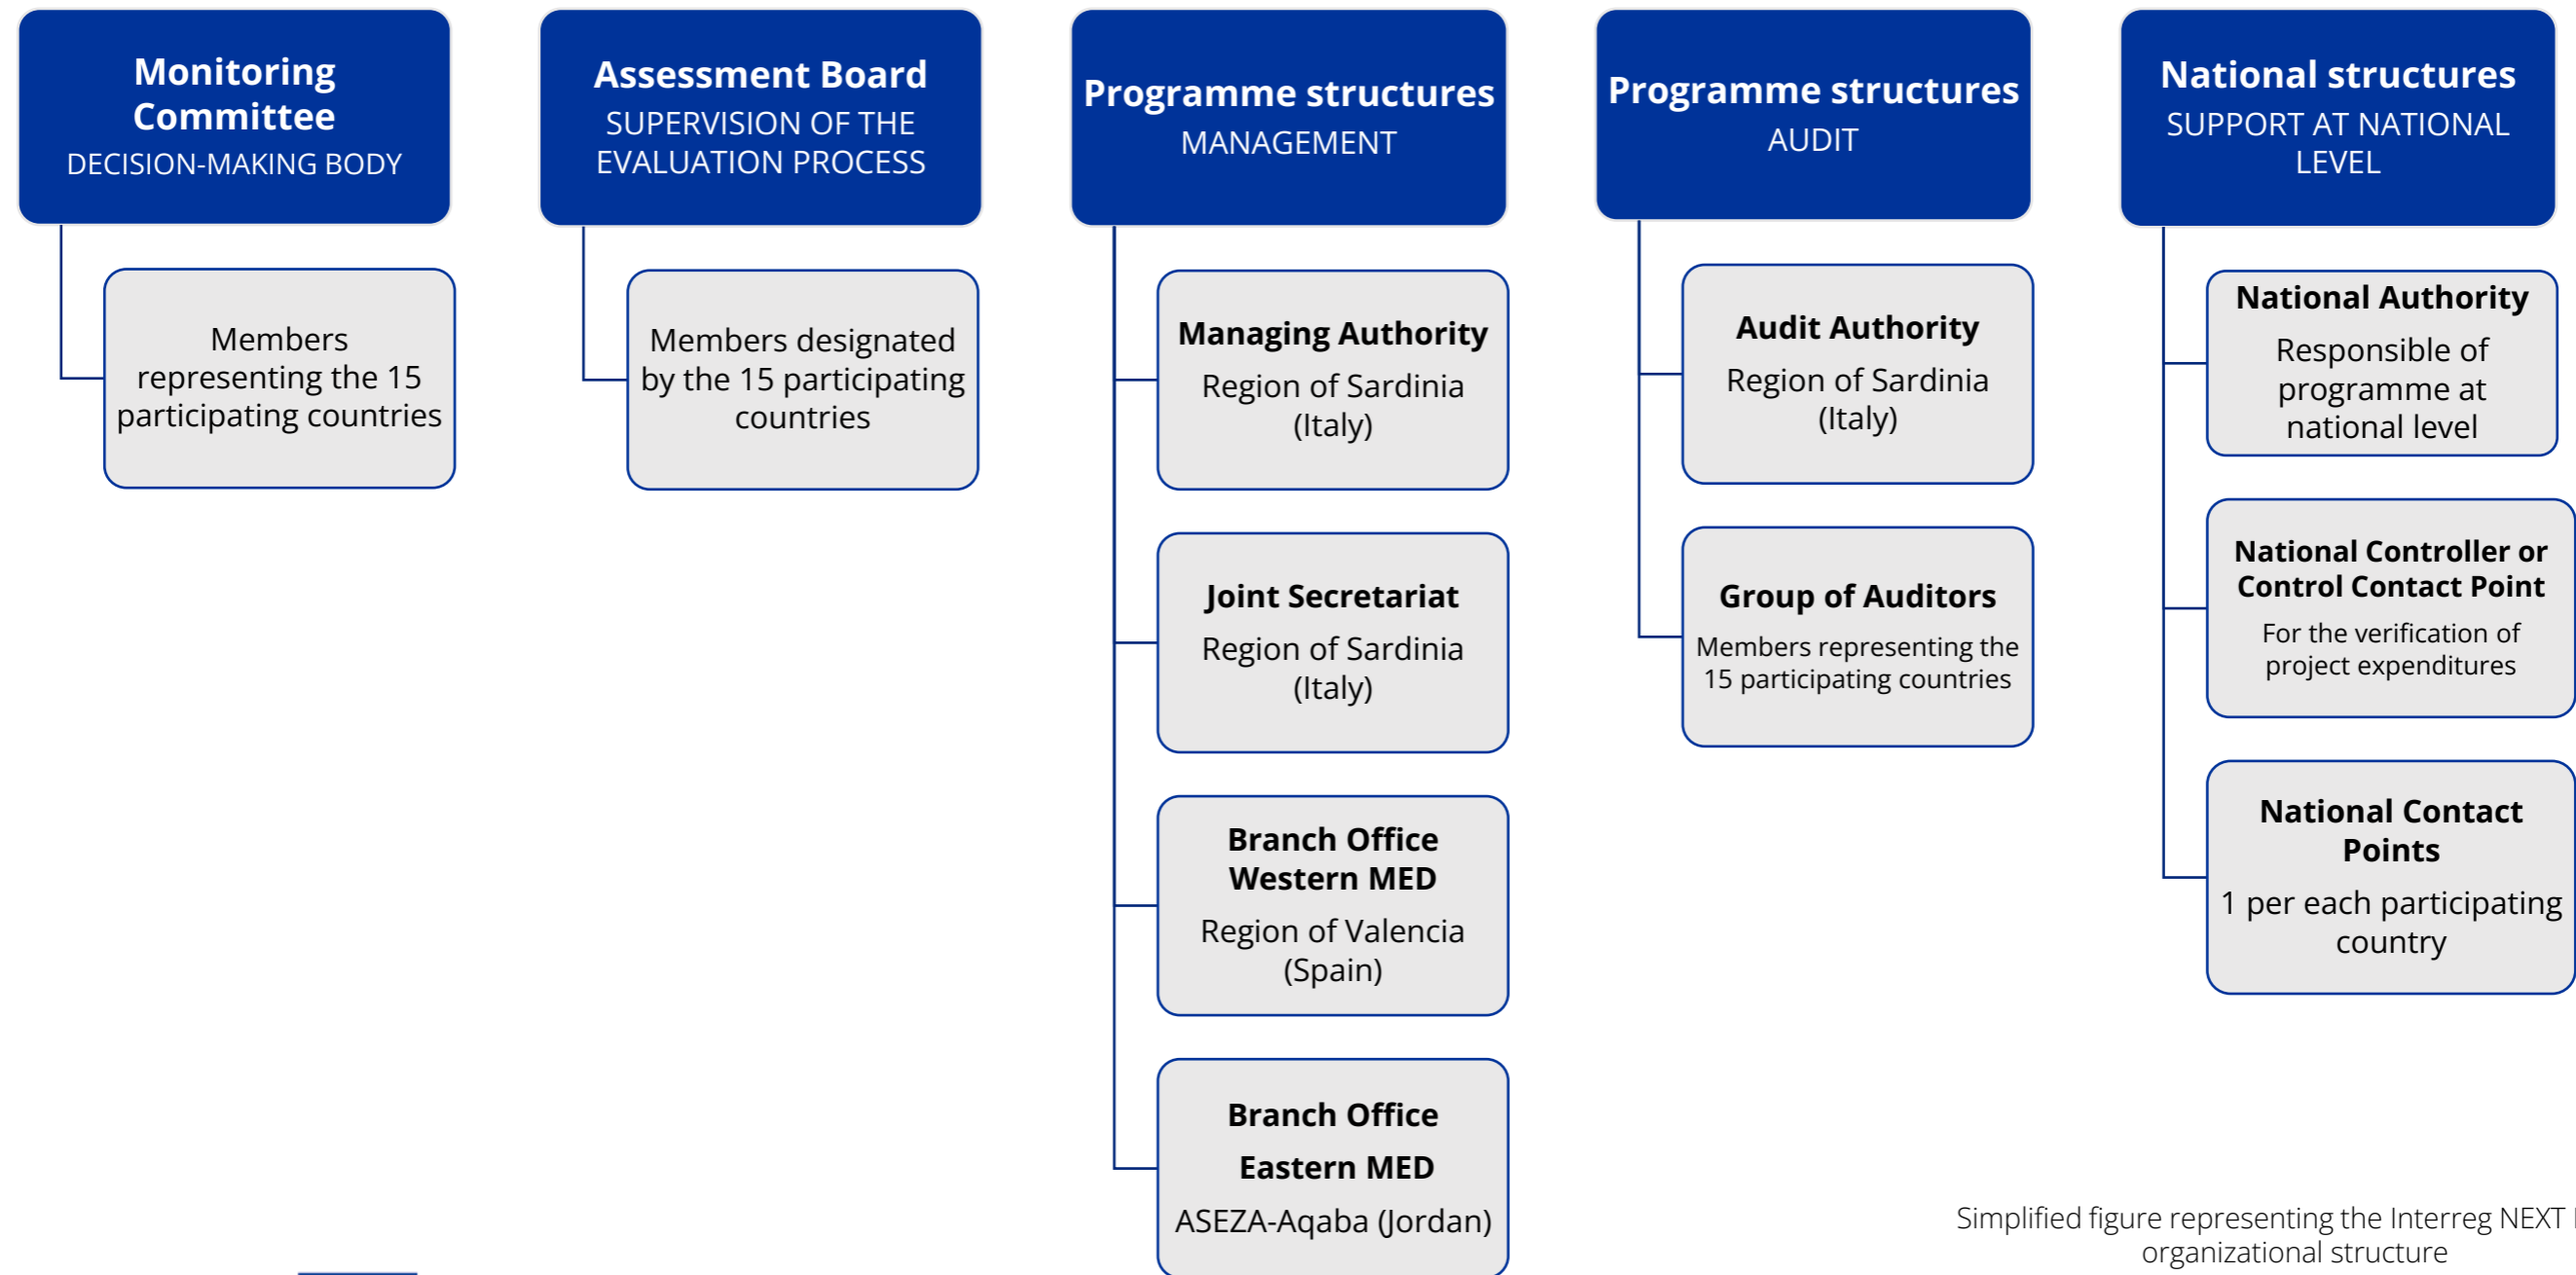 Monitoring
Committee
DECISION-MAKING BODY
Members
representing the 15
participating countries
Assessment Board
SUPERVISION OF THE
EVALUATION PROCESS
Members designated
by the 15 participating
countries
Programme structures
MANAGEMENT
Managing Authority
Region of Sardinia
(Italy)
Joint Secretariat
Region of Sardinia
(Italy)
Branch Office
Western MED
Region of Valencia
(Spain)
Branch Office
Eastern MED
ASEZA-Aqaba (Jordan)
Programme structures
AUDIT
Audit Authority
Region of Sardinia
(Italy)
Group of Auditors
Members representing the
15 participating countries
National structures
SUPPORT AT NATIONAL
LEVEL
National Authority
Responsible of
programme at
national level
National Controller or
Control Contact Point
For the verification of
project expenditures
National Contact
Points
1 per each participating
country
Simplified figure representing the Interreg NEXT
organizational structure